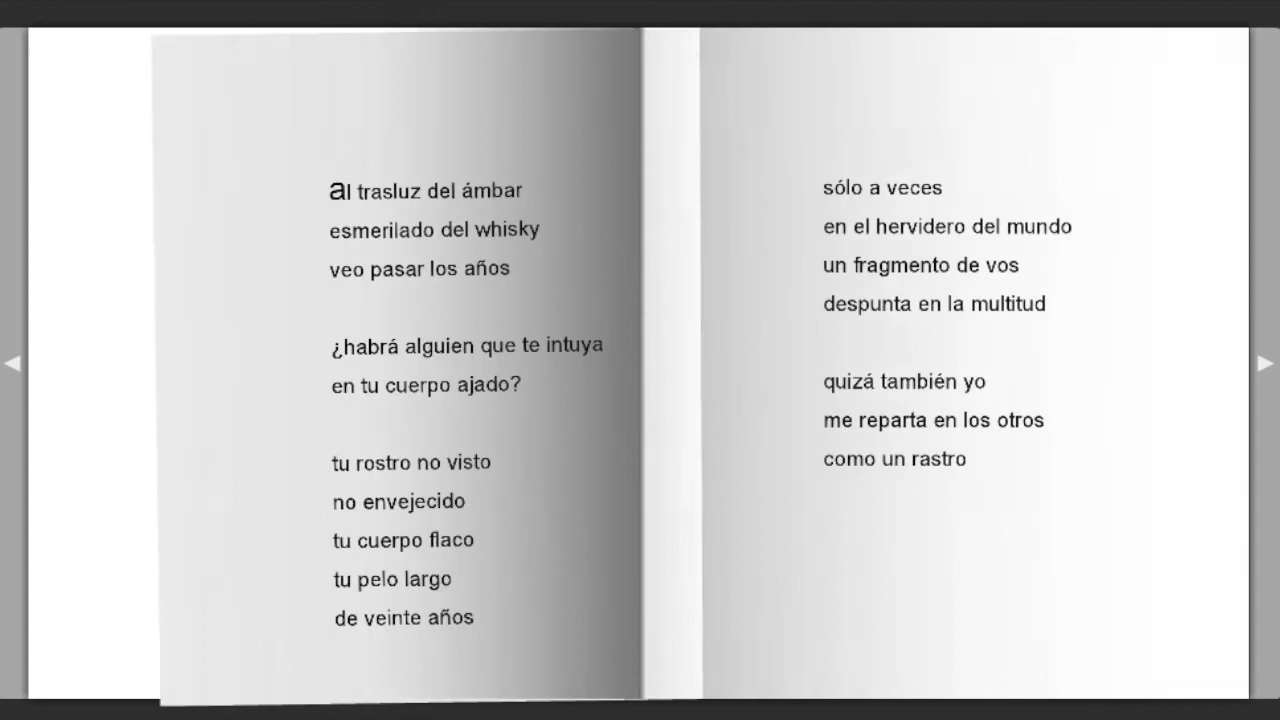 al trasluz del ámbar
esmerilado del whisky
veo pasar los años
¿habrá alguien que te intuya
en tu cuerpo ajado?
tu rostro no visto
no envejecido
tu cuerpo flaco
tu pelo largo
de veinte años
sólo a veces
en el hervidero del mundo
un fragmento de vos
despunta en la multitud
quizá también yo
me reparta en los otros
como un rastro